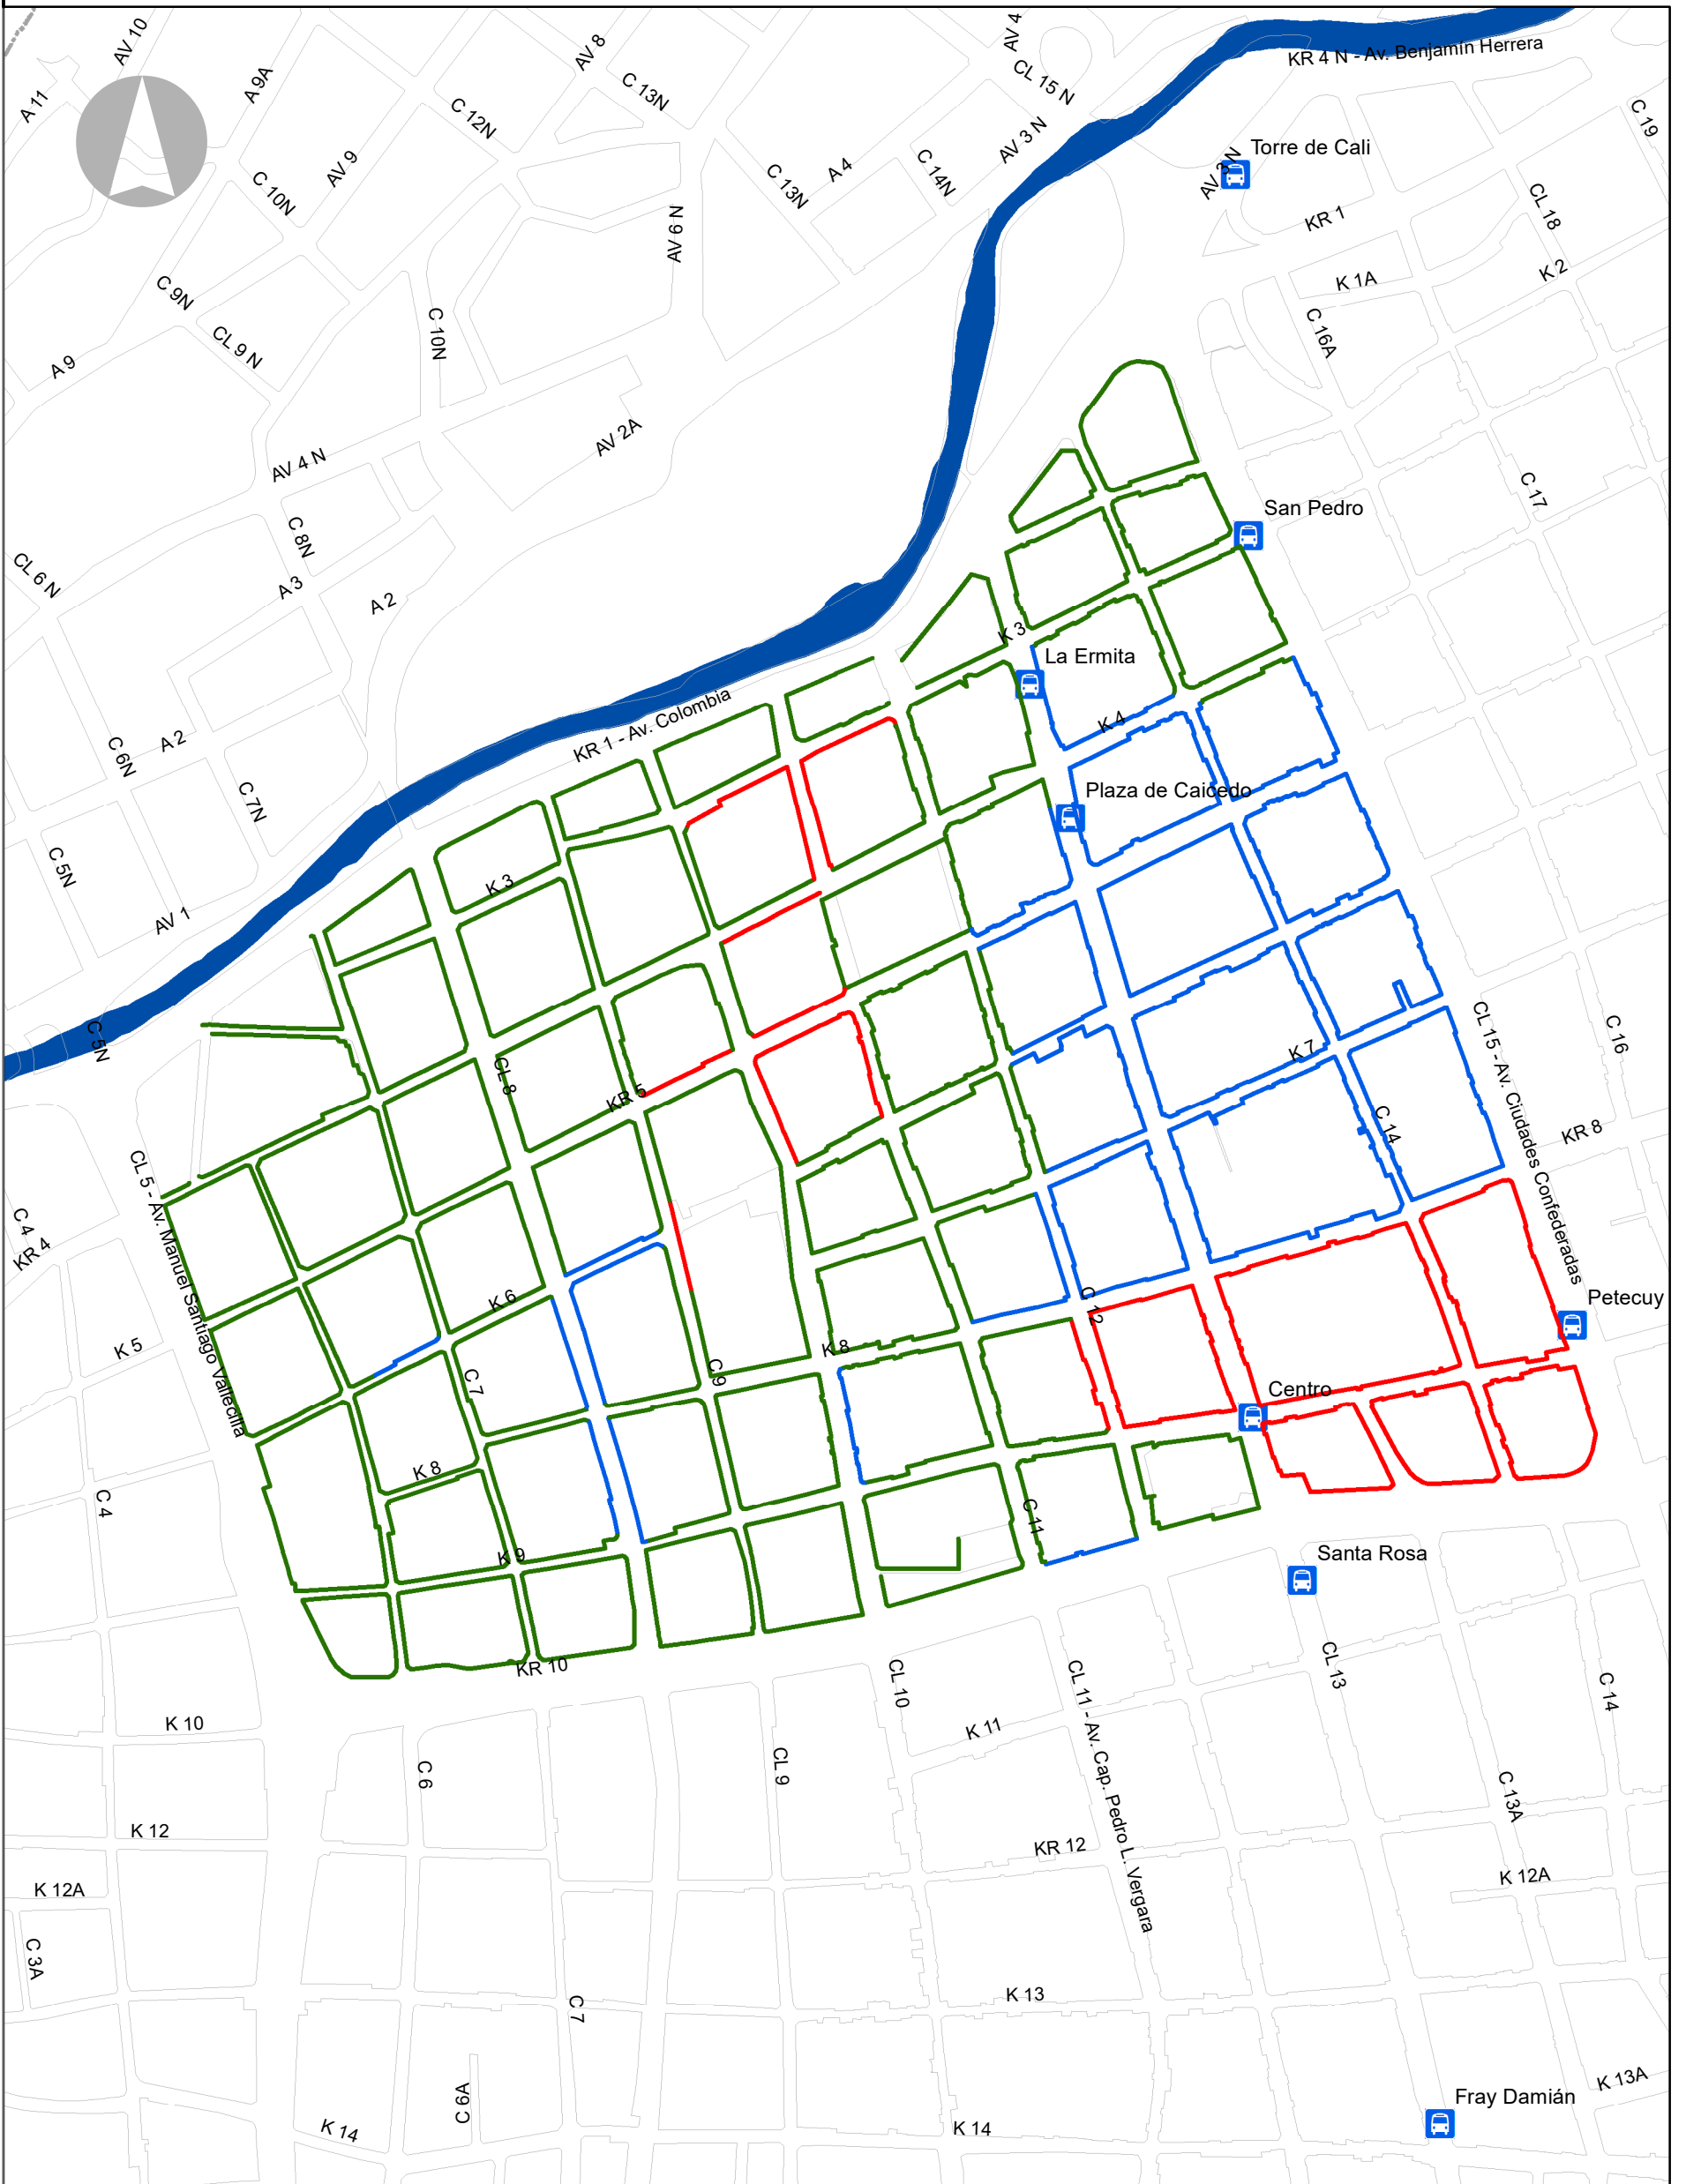 AV 10
AV 8
AV 4
KR 4 N - Av. Benjamín Herrera
A 11
A 9A
C 13N
CL 15 N
C 12N
C 19
AV 3 N
Torre de Cali
AV 9
C 10N
C 13N
A 4
C 14N
AV 3 N
CL 18
AV 6 N
KR 1
K 1A
K 2
C 9N
CL 9 N
C 10N
C 16A
A 9
AV 2A
AV 4 N
C 17
San Pedro
C 8N
CL 6 N
A 3
A 2
K 3
La Ermita
KR 1 - Av. Colombia
K 4
A 2
C 6N
C 7N
Plaza de Caicedo
C 5N
K 3
AV 1
C 5N
CL 8
KR 5
K 7
CL 15 - Av. Ciudades Confederadas
C 16
C 14
KR 8
CL 5 - Av. Manuel Santiago Vallecilla
C 4
KR 4
K 6
C 12
Petecuy
K 5
K 8
C 9
C 7
Centro
K 8
C 4
C 11
K 9
Santa Rosa
KR 10
CL 10
CL 11 - Av. Cap. Pedro L. Vergara
CL 13
C 14
K 10
K 11
C 6
CL 9
C 13A
K 12
KR 12
K 12A
K 12A
C 3A
K 13
C 7
C 6A
K 13A
Fray Damián
K 14
K 14